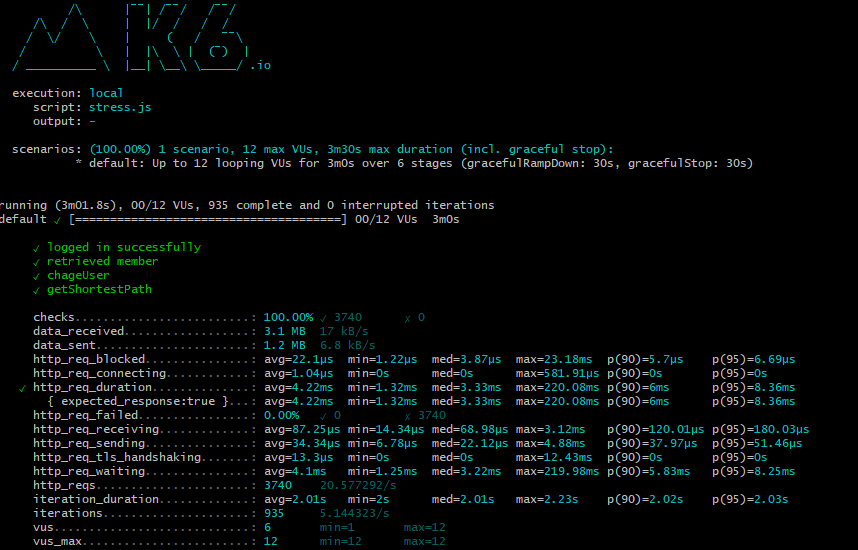 K6 .io
execution: local
script: stress.js
output: -
scenarios: (100.00%) 1 scenario, 12 max VUs, 3m30s max duration (incl. graceful stop):
* default: Up to 12 looping VUs for 3m0s over 6 stages (gracefulRampDown: 30s, gracefulStop: 30s)
running (3m01.8s), 00/12 VUs, 935 complete and 0 interrupted iterations
default ✓ [======================================] 00/12 VUs  3m0s
✓ logged in successfully
✓ retrieved member
✓ chageUser
✓ getShortestPath
checks.........................: 100.00% ✓ 3740 ✗ 0
data_received..................: 3.1 MB 17 kB/s
data_sent......................: 1.2 MB 6.8 kB/s
http_req_blocked...............: avg=22.1µs min=1.22µs med=3.87µs max=23.18ms p(90)=5.7µs p(95)=6.69µs
http_req_connecting............: avg=1.04µs min=0s med=0s max=581.91µs p(90)=0s p(95)=0s
✓ http_req_duration..............: avg=4.22ms min=1.32ms med=3.33ms max=220.08ms p(90)=6ms p(95)=8.36ms
{ expected_response:true }...: avg=4.22ms min=1.32ms med=3.33ms max=220.08ms p(90)=6ms p(95)=8.36ms
http_req_failed................: 0.00% ✓ 0 ✗ 3740
http_req_receiving.............: avg=87.25µs min=14.34µs med=68.98µs max=3.12ms p(90)=120.01µs p(95)=180.03µs
http_req_sending...............: avg=34.34µs min=6.78µs med=22.12µs max=4.88ms p(90)=37.97µs p(95)=51.46µs
http_req_tls_handshaking.......: avg=13.3µs min=0s med=0s max=12.43ms p(90)=0s p(95)=0s
http_req_waiting...............: avg=4.1ms min=1.25ms med=3.22ms max=219.98ms p(90)=5.83ms p(95)=8.25ms
http_reqs......................: 3740 20.577292/s
iteration_duration.............: avg=2.01s min=2s med=2.01s max=2.23s p(90)=2.02s p(95)=2.03s
iterations.....................: 935 5.144323/s
vus............................: 6 min=1 max=12
vus_max........................: 12 min=12 max=12